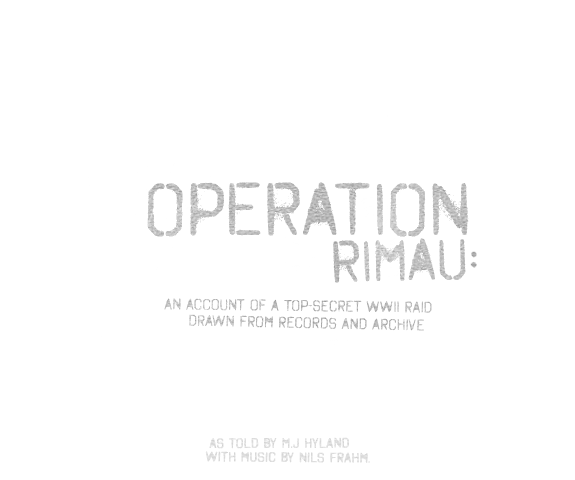 OPERATION
RIMAU:
AN ACCOUNT OF A TOP-SECRET WWII RAID
DRAWN FROM RECORDS AND ARCHIVE
AS TOLD BY M.J HYLAND
WITH MUSIC BY NILS FRAHM.